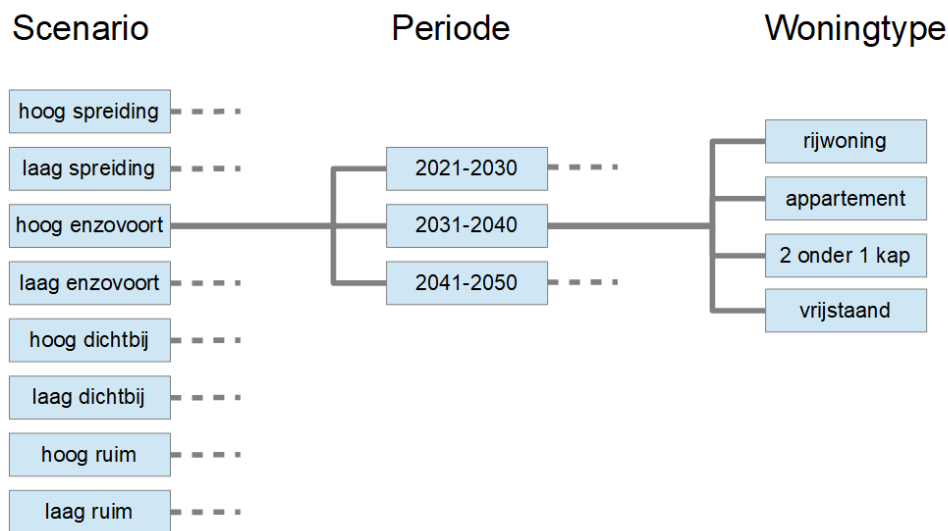 Scenario
Periode
Woningtype
hoog spreiding
laag spreiding
hoog enzovoort
laag enzovoort
hoog dichtbij
laag dichtbij
hoog ruim
laag ruim
2021-2030
2031-2040
2041-2050
rijwoning
appartement
2 onder 1 kap
vrijstaand